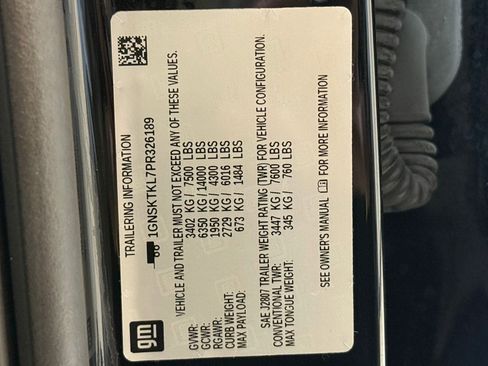 TRAILERING INFORMATION
1GNSKTKL7PR326189
VEHICLE AND TRAILER MUST NOT EXCEED ANY OF THESE VALUES.
GVWR: 3402 KG / 7500 LBS
GCWR: 6350 KG / 14000 LBS
RGAWR: 1950 KG / 4300 LBS
CURB WEIGHT: 2729 KG / 6016 LBS
MAX PAYLOAD: 673 KG / 1484 LBS
SAE J2807 TRAILER WEIGHT RATING (TWR) FOR VEHICLE CONFIGURATION.
CONVENTIONAL TWR: 3447 KG / 7600 LBS
MAX TONGUE WEIGHT: 345 KG / 760 LBS
SEE OWNER'S MANUAL FOR MORE INFORMATION
gm